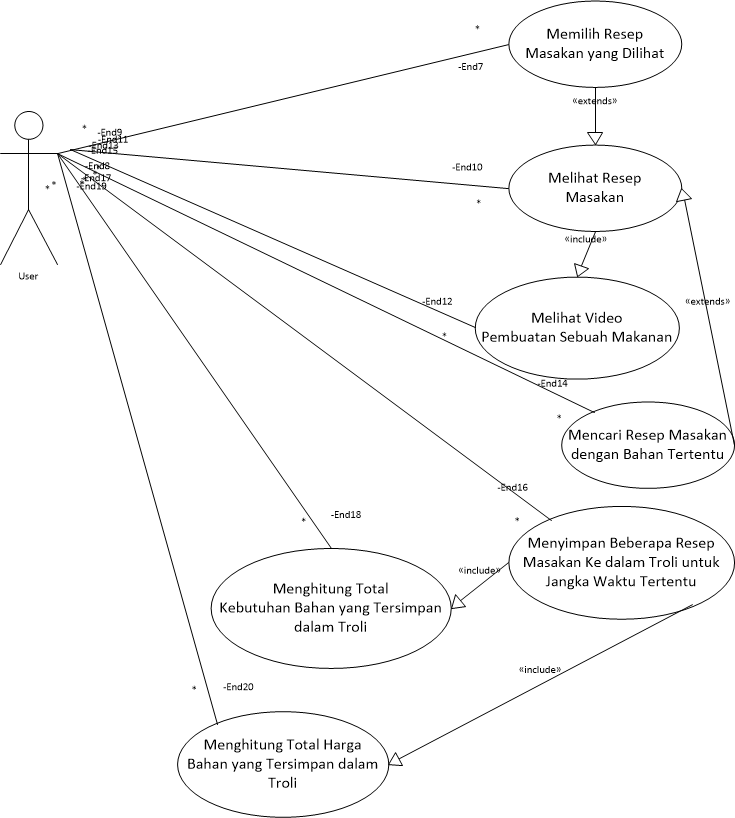 *
Memilih Resep
Masakan yang Dilihat
-End7
«extends»
*
-End9
-End11
-End13
-End15
-End8
-End17
-End19
*
*
User
-End10
*
Melihat Resep
Masakan
«include»
-End12
*
Melihat Video
Pembuatan Sebuah Makanan
«extends»
-End14
*
Mencari Resep Masakan
dengan Bahan Tertentu
-End16
*
Menyimpan Beberapa Resep
Masakan Ke dalam Troli untuk
Jangka Waktu Tertentu
-End18
*
«include»
Menghitung Total
Kebutuhan Bahan yang Tersimpan
dalam Troli
«include»
-End20
*
Menghitung Total Harga
Bahan yang Tersimpan dalam
Troli